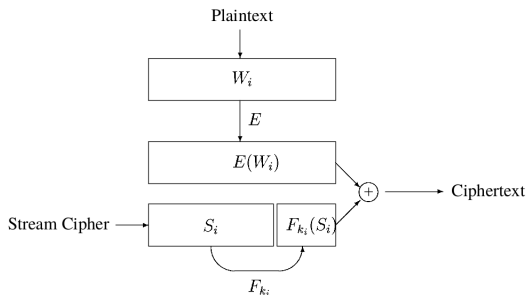 Plaintext
W_i
E
E(W_i)
+ Ciphertext
Stream Cipher S_i F_{k_i}(S_i)
F_{k_i}